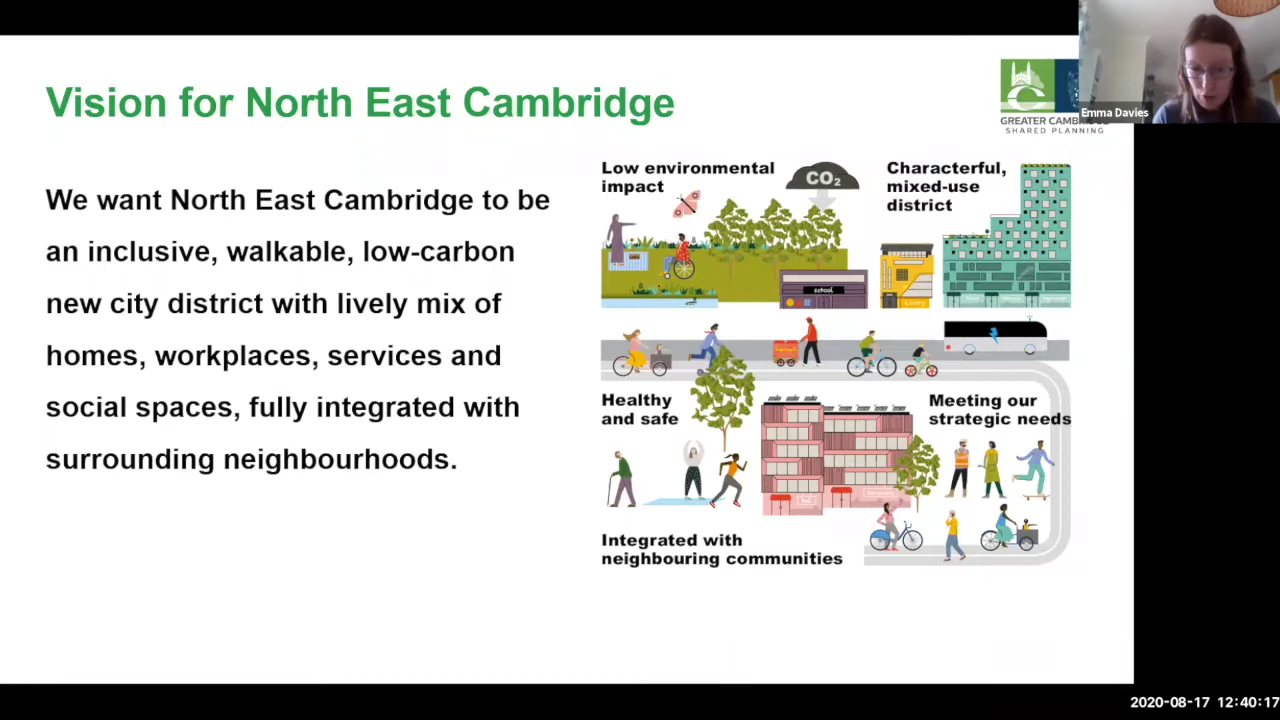 Vision for North East Cambridge
We want North East Cambridge to be
an inclusive, walkable, low-carbon
new city district with lively mix of
homes, workplaces, services and
social spaces, fully integrated with
surrounding neighbourhoods.
Low environmental
impact
CO₂
Characterful,
mixed-use
district
school
Library
Healthy
and safe
Meeting our
strategic needs
Integrated with
neighbouring communities
GREATER CAMB
SHARED PLANNING
Emma Davies
2020-08-17 12:40:17